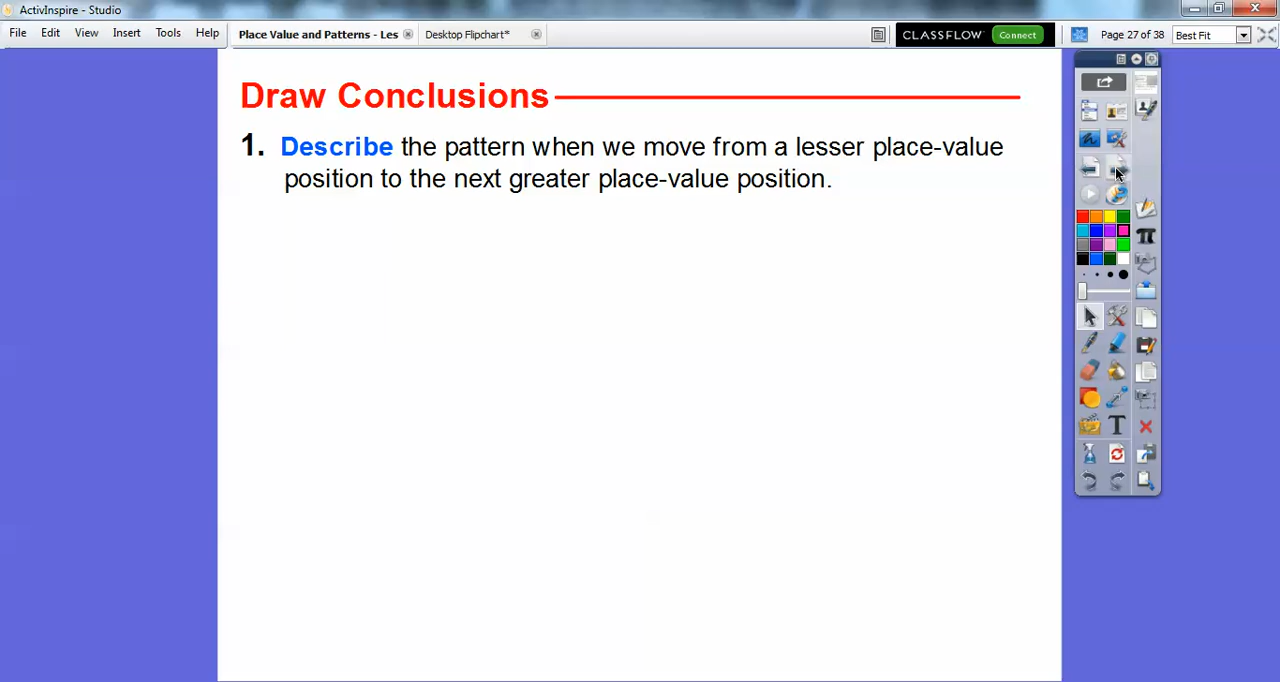 ActivInspire - Studio
File Edit View Insert Tools Help Place Value and Patterns - Les Desktop Flipchart* CLASSFLOW Connect Page 27 of 38 Best Fit
Draw Conclusions
1. Describe the pattern when we move from a lesser place-value
position to the next greater place-value position.